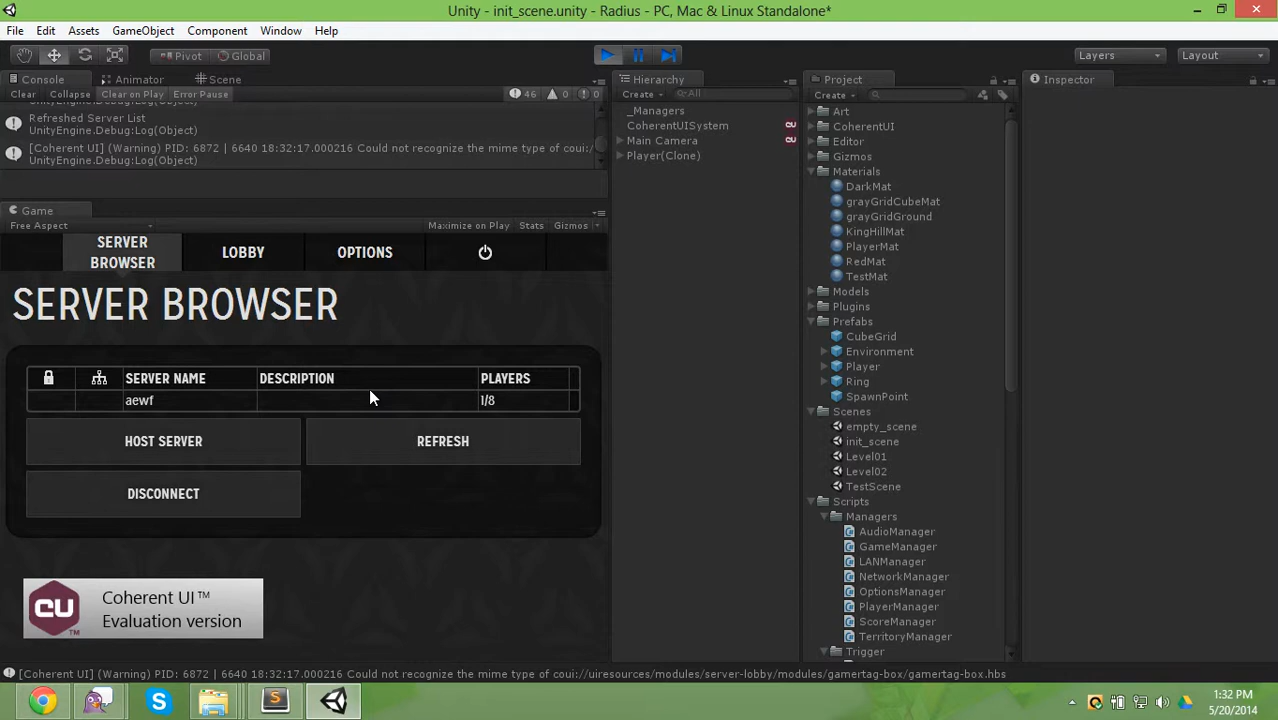 Unity - init_scene.unity - Radius - PC, Mac & Linux Standalone*
File Edit Assets GameObject Component Window Help
Pivot Global Layers Layout
Console Animator Scene Hierarchy Project Inspector
Clear Collapse Clear on Play Error Pause 46 0 0 Create All Create
UnityEngine.Debug:Log(Object)
Refreshed Server List
UnityEngine.Debug:Log(Object)
[Coherent UI] (Warning) PID: 6872 | 6640 18:32:17.000216 Could not recognize the mime type of coui:/
UnityEngine.Debug:Log(Object)
_Managers
CoherentUISystem
Main Camera
Player(Clone)
Art
CoherentUI
Editor
Gizmos
Materials
DarkMat
grayGridCubeMat
grayGridGround
KingHillMat
PlayerMat
RedMat
TestMat
Models
Plugins
Prefabs
CubeGrid
Environment
Player
Ring
SpawnPoint
Scenes
empty_scene
init_scene
Level01
Level02
TestScene
Scripts
Managers
AudioManager
GameManager
LANManager
NetworkManager
OptionsManager
PlayerManager
ScoreManager
TerritoryManager
Trigger
Game
Free Aspect Maximize on Play Stats Gizmos
SERVER BROWSER LOBBY OPTIONS
SERVER BROWSER
SERVER NAME DESCRIPTION PLAYERS
aewf 1/8
HOST SERVER REFRESH
DISCONNECT
CU TM
Coherent UI™
Evaluation version
[Coherent UI] (Warning) PID: 6872 | 6640 18:32:17.000216 Could not recognize the mime type of coui://uiresources/modules/server-lobby/modules/gamertag-box/gamertag-box.hbs
1:32 PM
5/20/2014